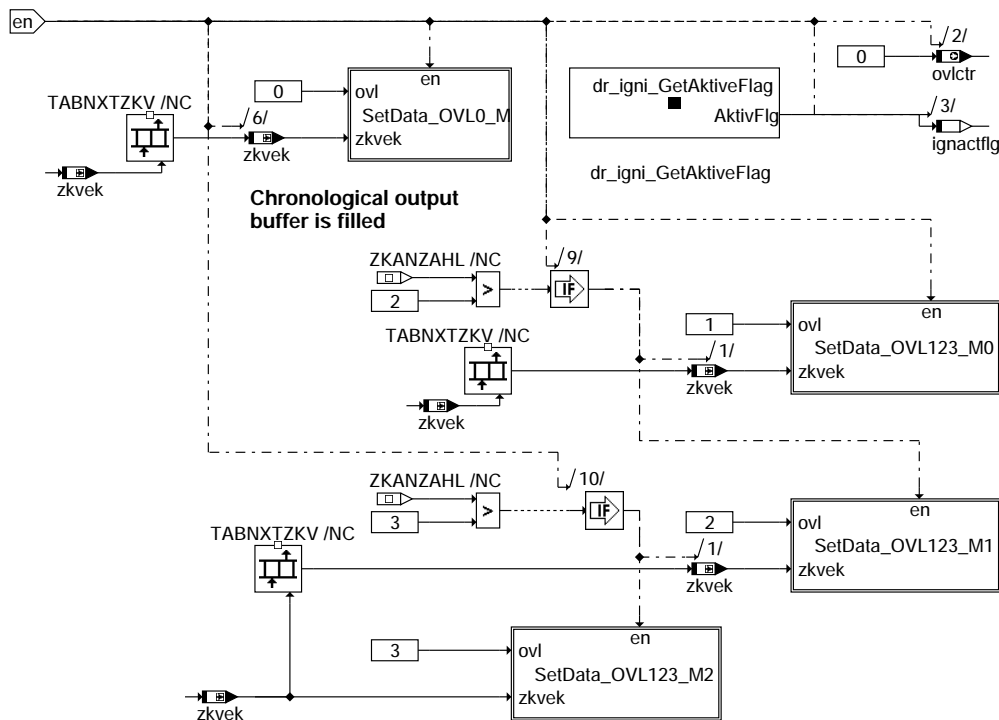 en
/2/
0
ovlctr
en
dr_igni_GetAktiveFlag
0
ovl
TABNXTZKV /NC
SetData_OVL0_M
AktivFlg
/3/
/6/
zkvek
zkvek
ignactflg
zkvek
dr_igni_GetAktiveFlag
Chronological output
buffer is filled
ZKANZAHL /NC
/9/
>
IF
2
en
1
ovl
TABNXTZKV /NC
SetData_OVL123_M0
/1/
zkvek
zkvek
zkvek
ZKANZAHL /NC
/10/
>
IF
3
en
2
ovl
TABNXTZKV /NC
SetData_OVL123_M1
/1/
zkvek
zkvek
en
3
ovl
SetData_OVL123_M2
zkvek
zkvek